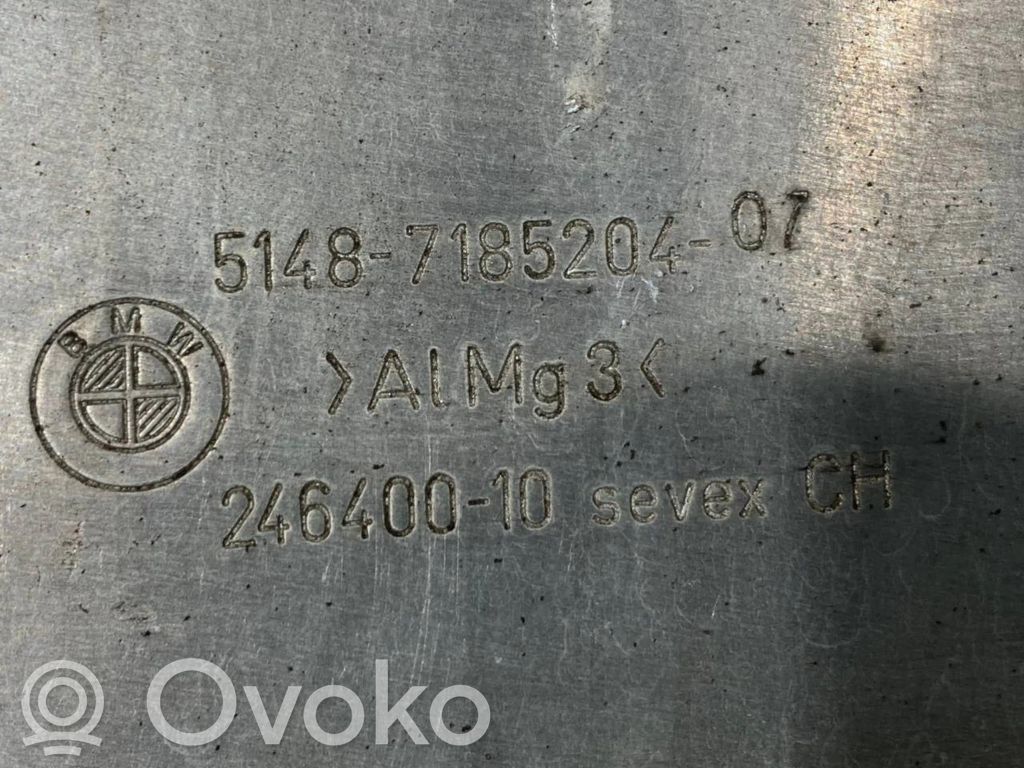 5148-7185204-07
BMW
>AlMg3<
246400-10 sevex CH
Ovoko